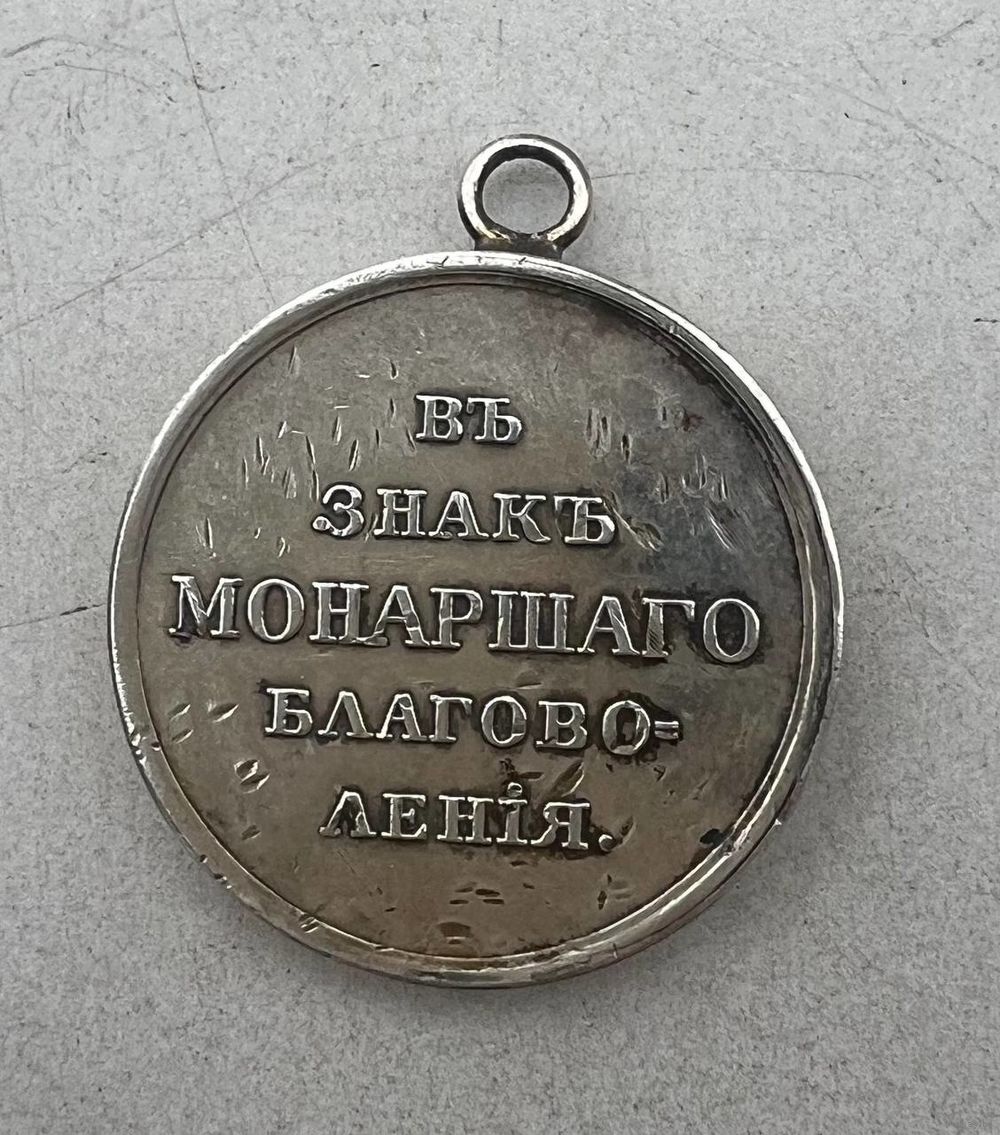 ВЪ
ЗНАКЪ
МОНАРШАГО
БЛАГОВО=
ЛЕНІЯ.